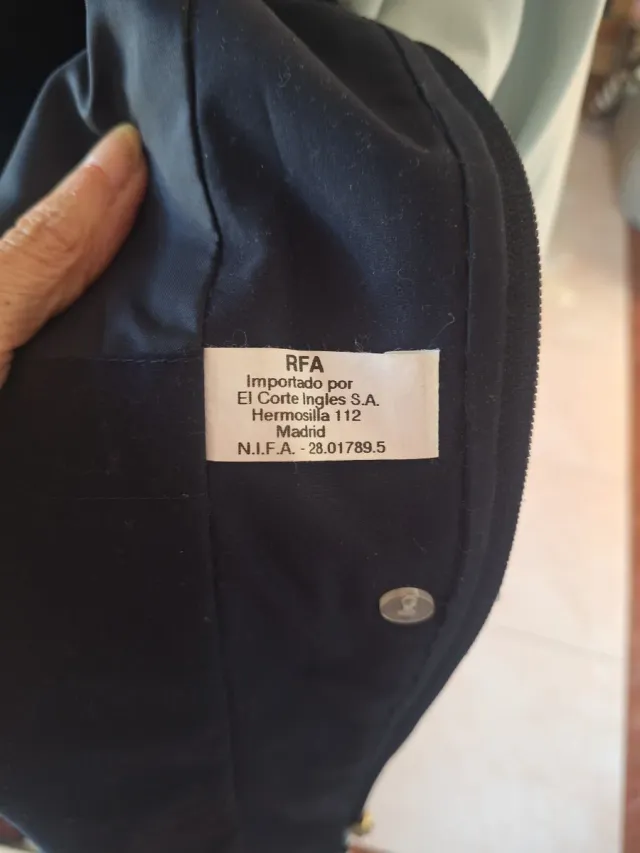 RFA
Importado por
El Corte Ingles S.A.
Hermosilla 112
Madrid
N.I.F.A. - 28.01789.5